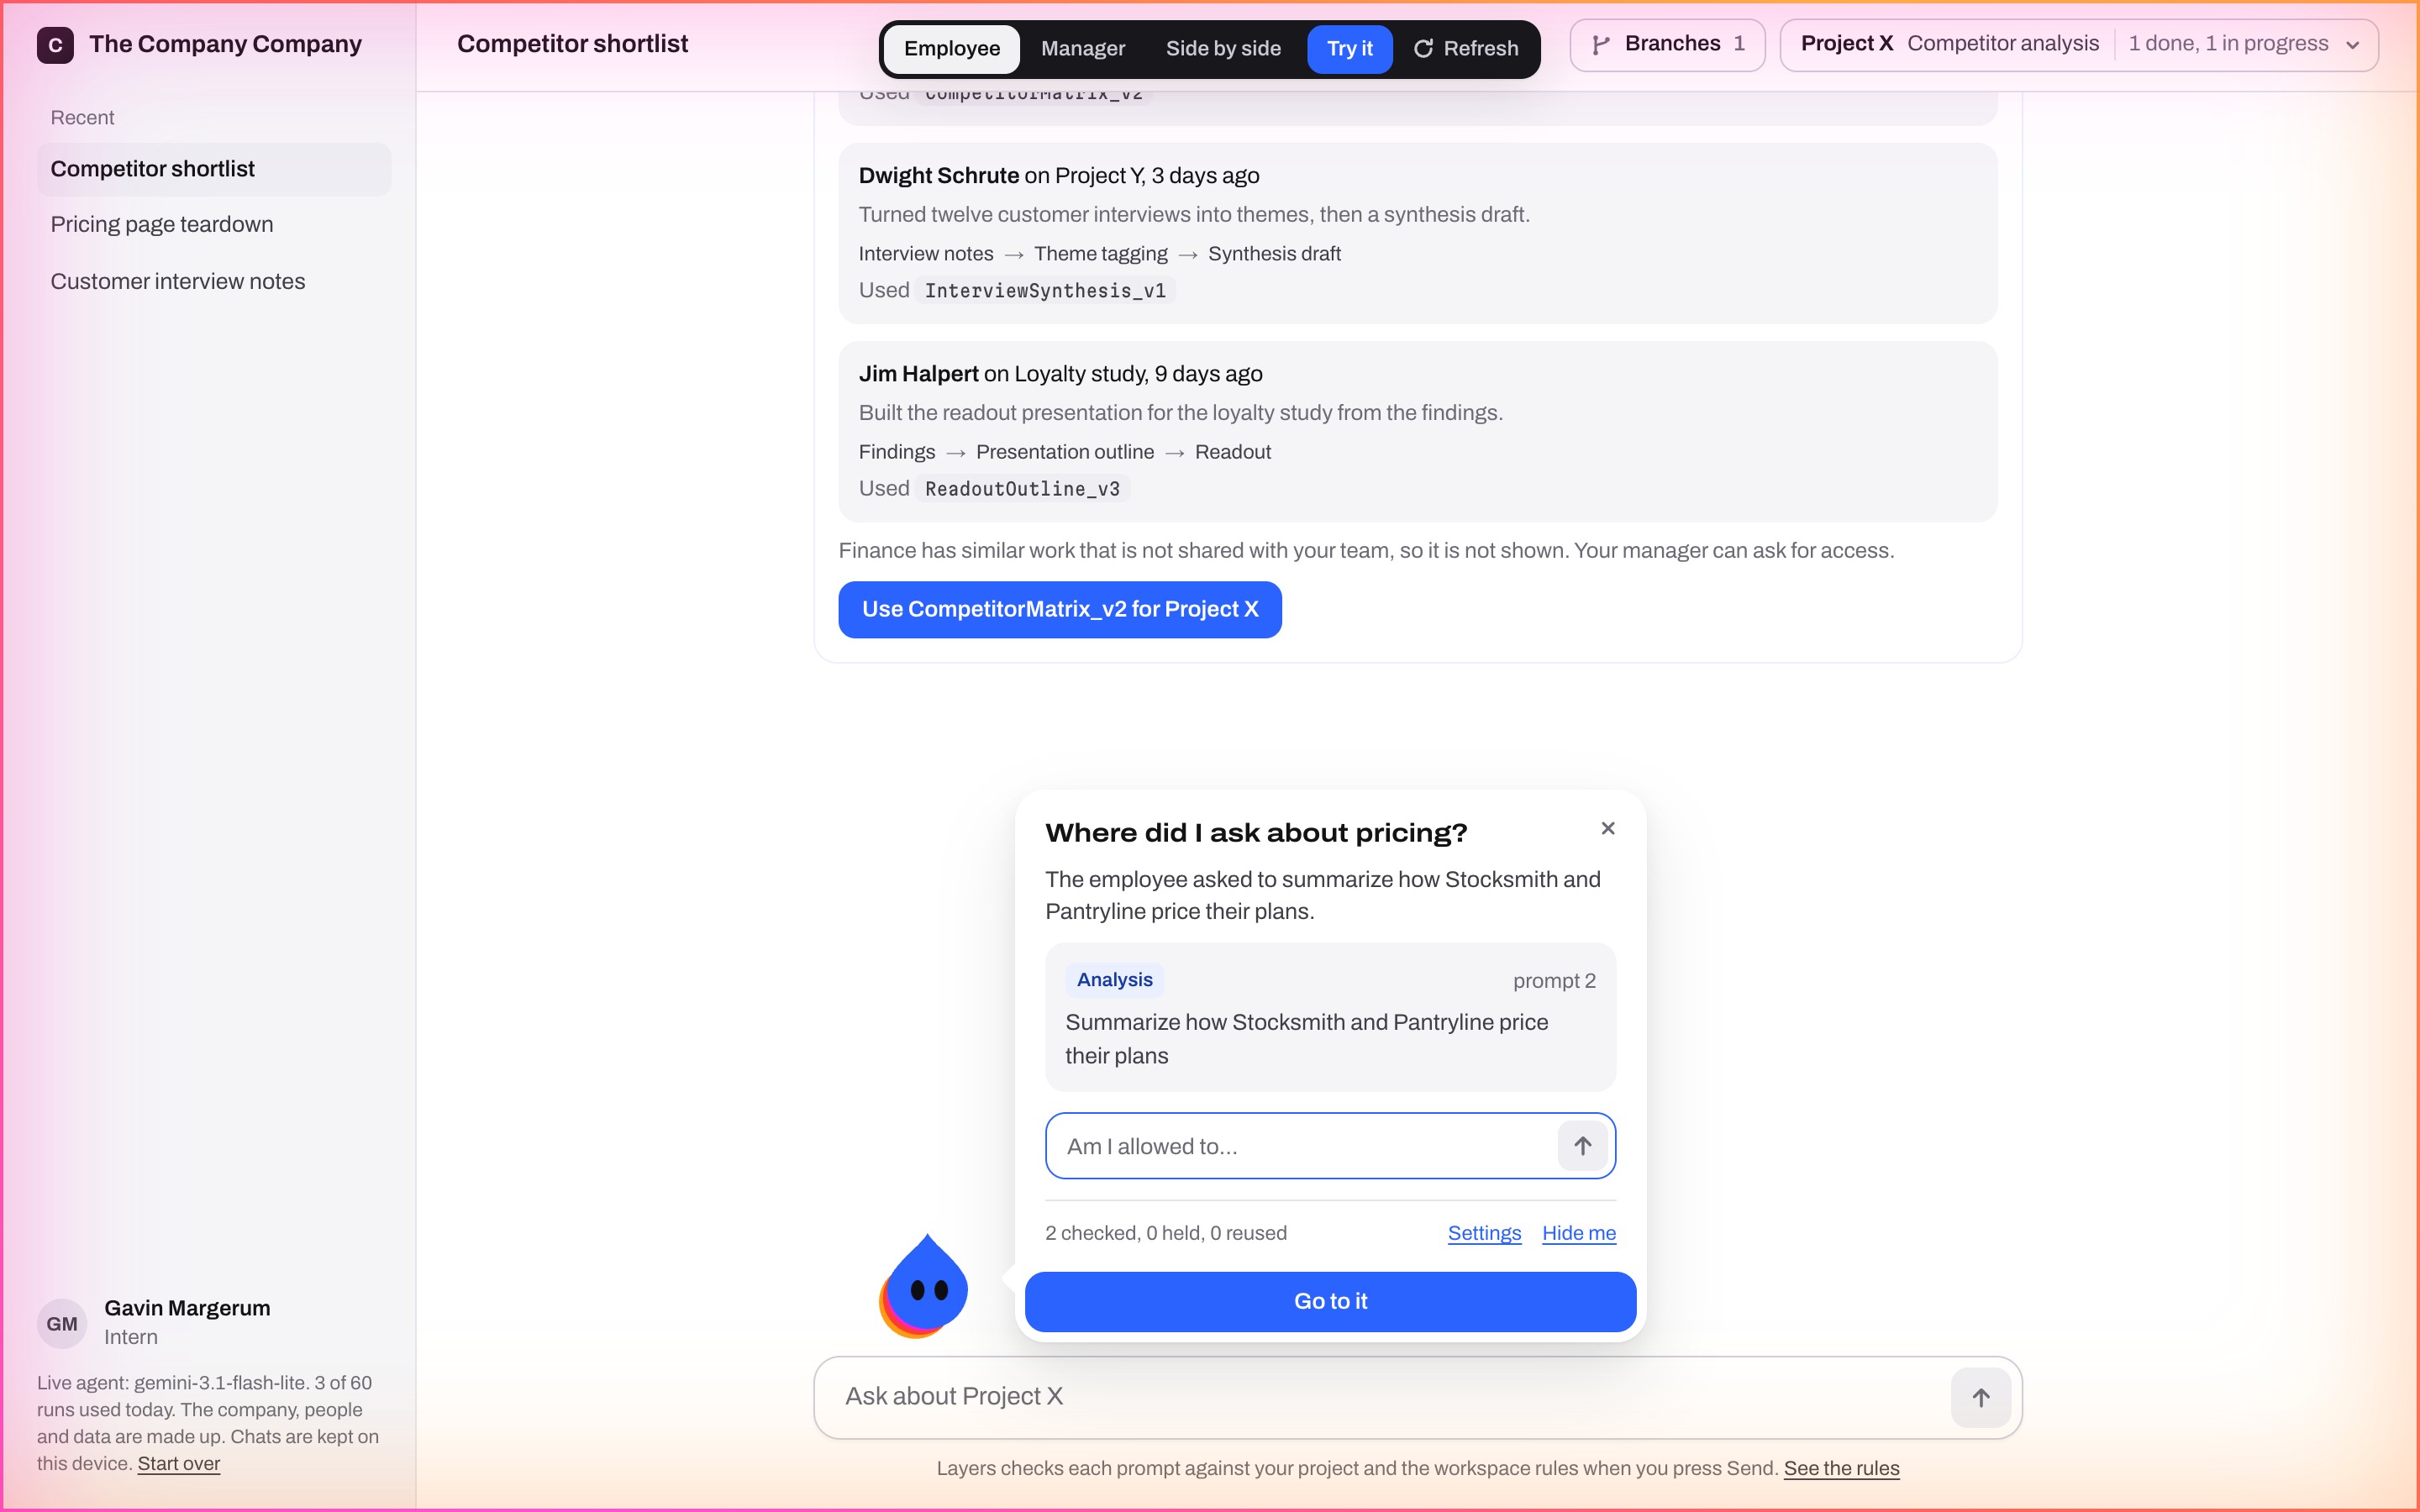 C The Company Company
Recent
Competitor shortlist
Pricing page teardown
Customer interview notes
GM
Gavin Margerum
Intern
Live agent: gemini-3.1-flash-lite. 3 of 60
runs used today. The company, people
and data are made up. Chats are kept on
this device. Start over
Competitor shortlist
Employee Manager Side by side Try it Refresh
Branches 1
Project X Competitor analysis 1 done, 1 in progress
Used CompetitorMatrix_v2
Dwight Schrute on Project Y, 3 days ago
Turned twelve customer interviews into themes, then a synthesis draft.
Interview notes → Theme tagging → Synthesis draft
Used InterviewSynthesis_v1
Jim Halpert on Loyalty study, 9 days ago
Built the readout presentation for the loyalty study from the findings.
Findings → Presentation outline → Readout
Used ReadoutOutline_v3
Finance has similar work that is not shared with your team, so it is not shown. Your manager can ask for access.
Use CompetitorMatrix_v2 for Project X
Where did I ask about pricing?
The employee asked to summarize how Stocksmith and
Pantryline price their plans.
Analysis prompt 2
Summarize how Stocksmith and Pantryline price
their plans
Am I allowed to...
2 checked, 0 held, 0 reused Settings Hide me
Go to it
Ask about Project X
Layers checks each prompt against your project and the workspace rules when you press Send. See the rules